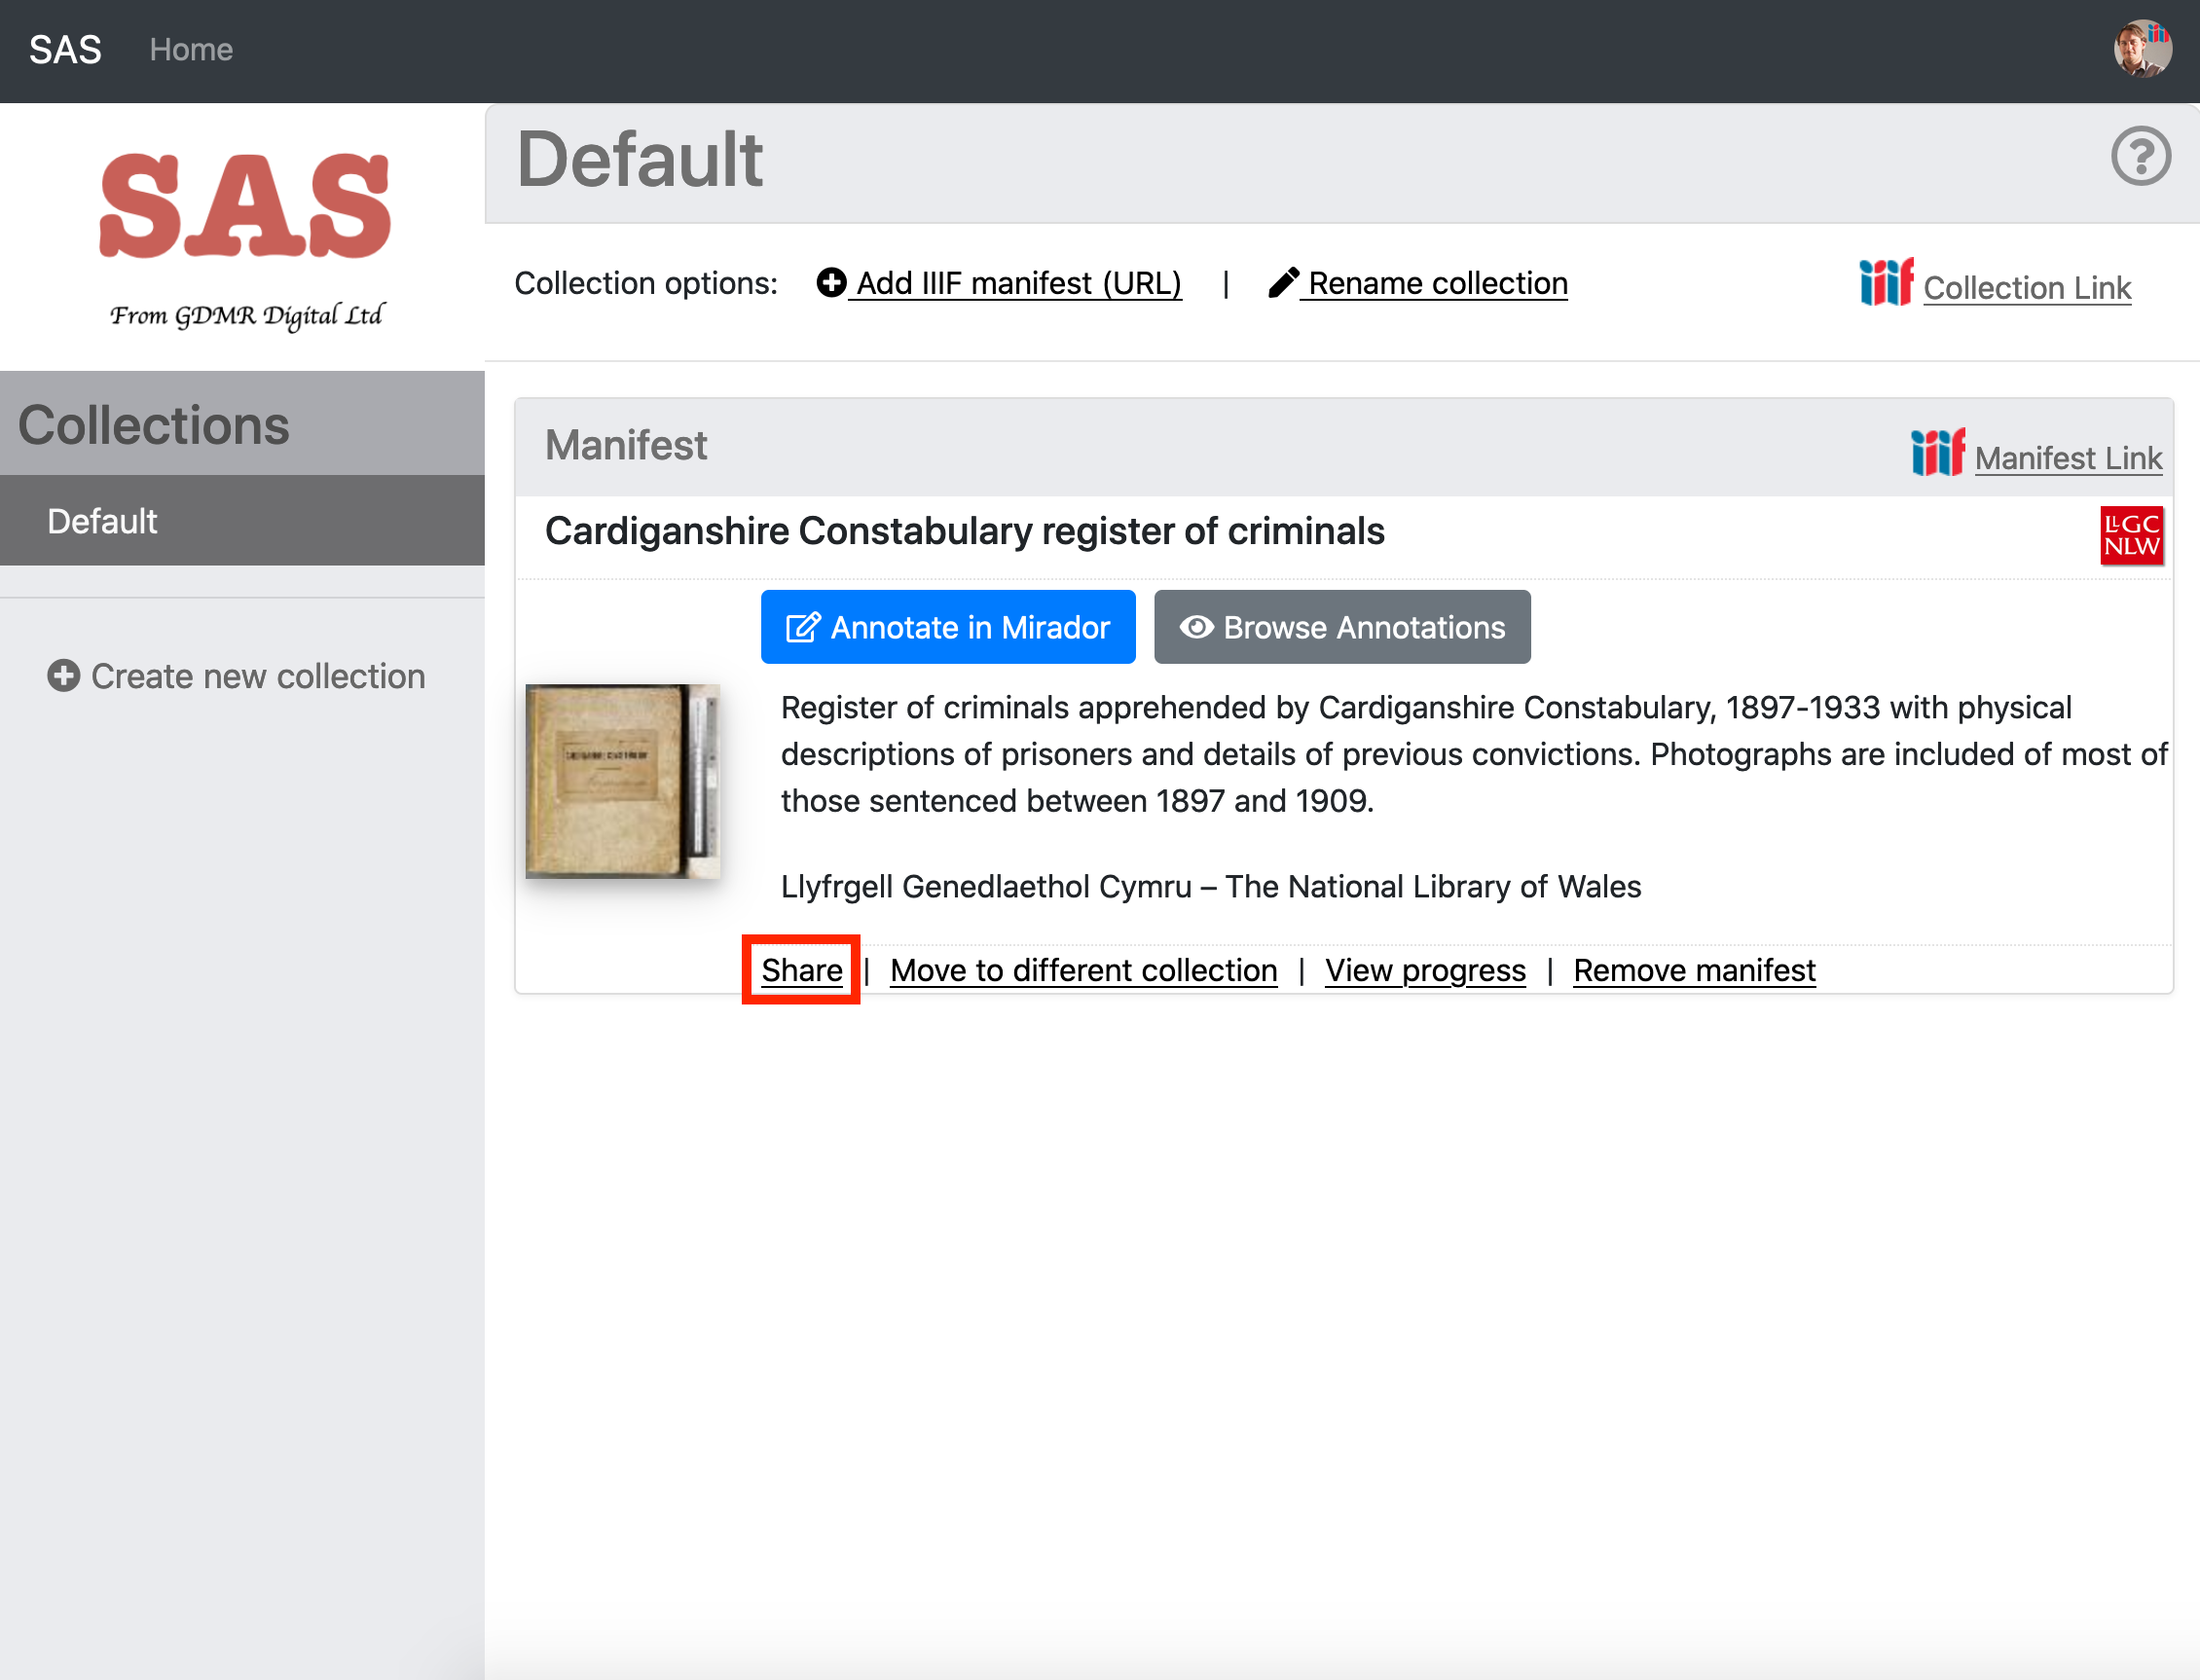 SAS Home
SAS
From GDMR Digital Ltd
Collections
Default
Create new collection
Default
Collection options: Add IIIF manifest (URL) | Rename collection
Collection Link
Manifest
Manifest Link
Cardiganshire Constabulary register of criminals
LLGC
NLW
Annotate in Mirador Browse Annotations
Register of criminals apprehended by Cardiganshire Constabulary, 1897-1933 with physical
descriptions of prisoners and details of previous convictions. Photographs are included of most of
those sentenced between 1897 and 1909.
Llyfrgell Genedlaethol Cymru – The National Library of Wales
Share | Move to different collection | View progress | Remove manifest